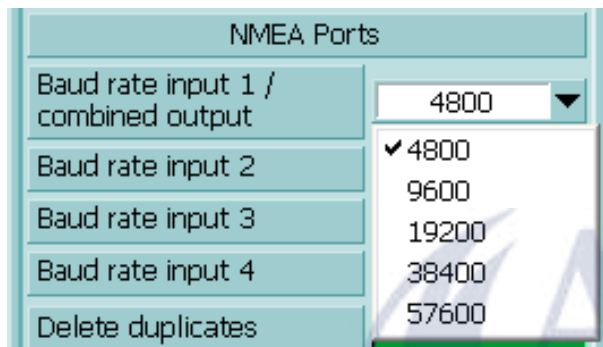 NMEA Ports
Baud rate input 1 /
combined output
4800
Baud rate input 2
Baud rate input 3
Baud rate input 4
Delete duplicates
✔4800
9600
19200
38400
57600